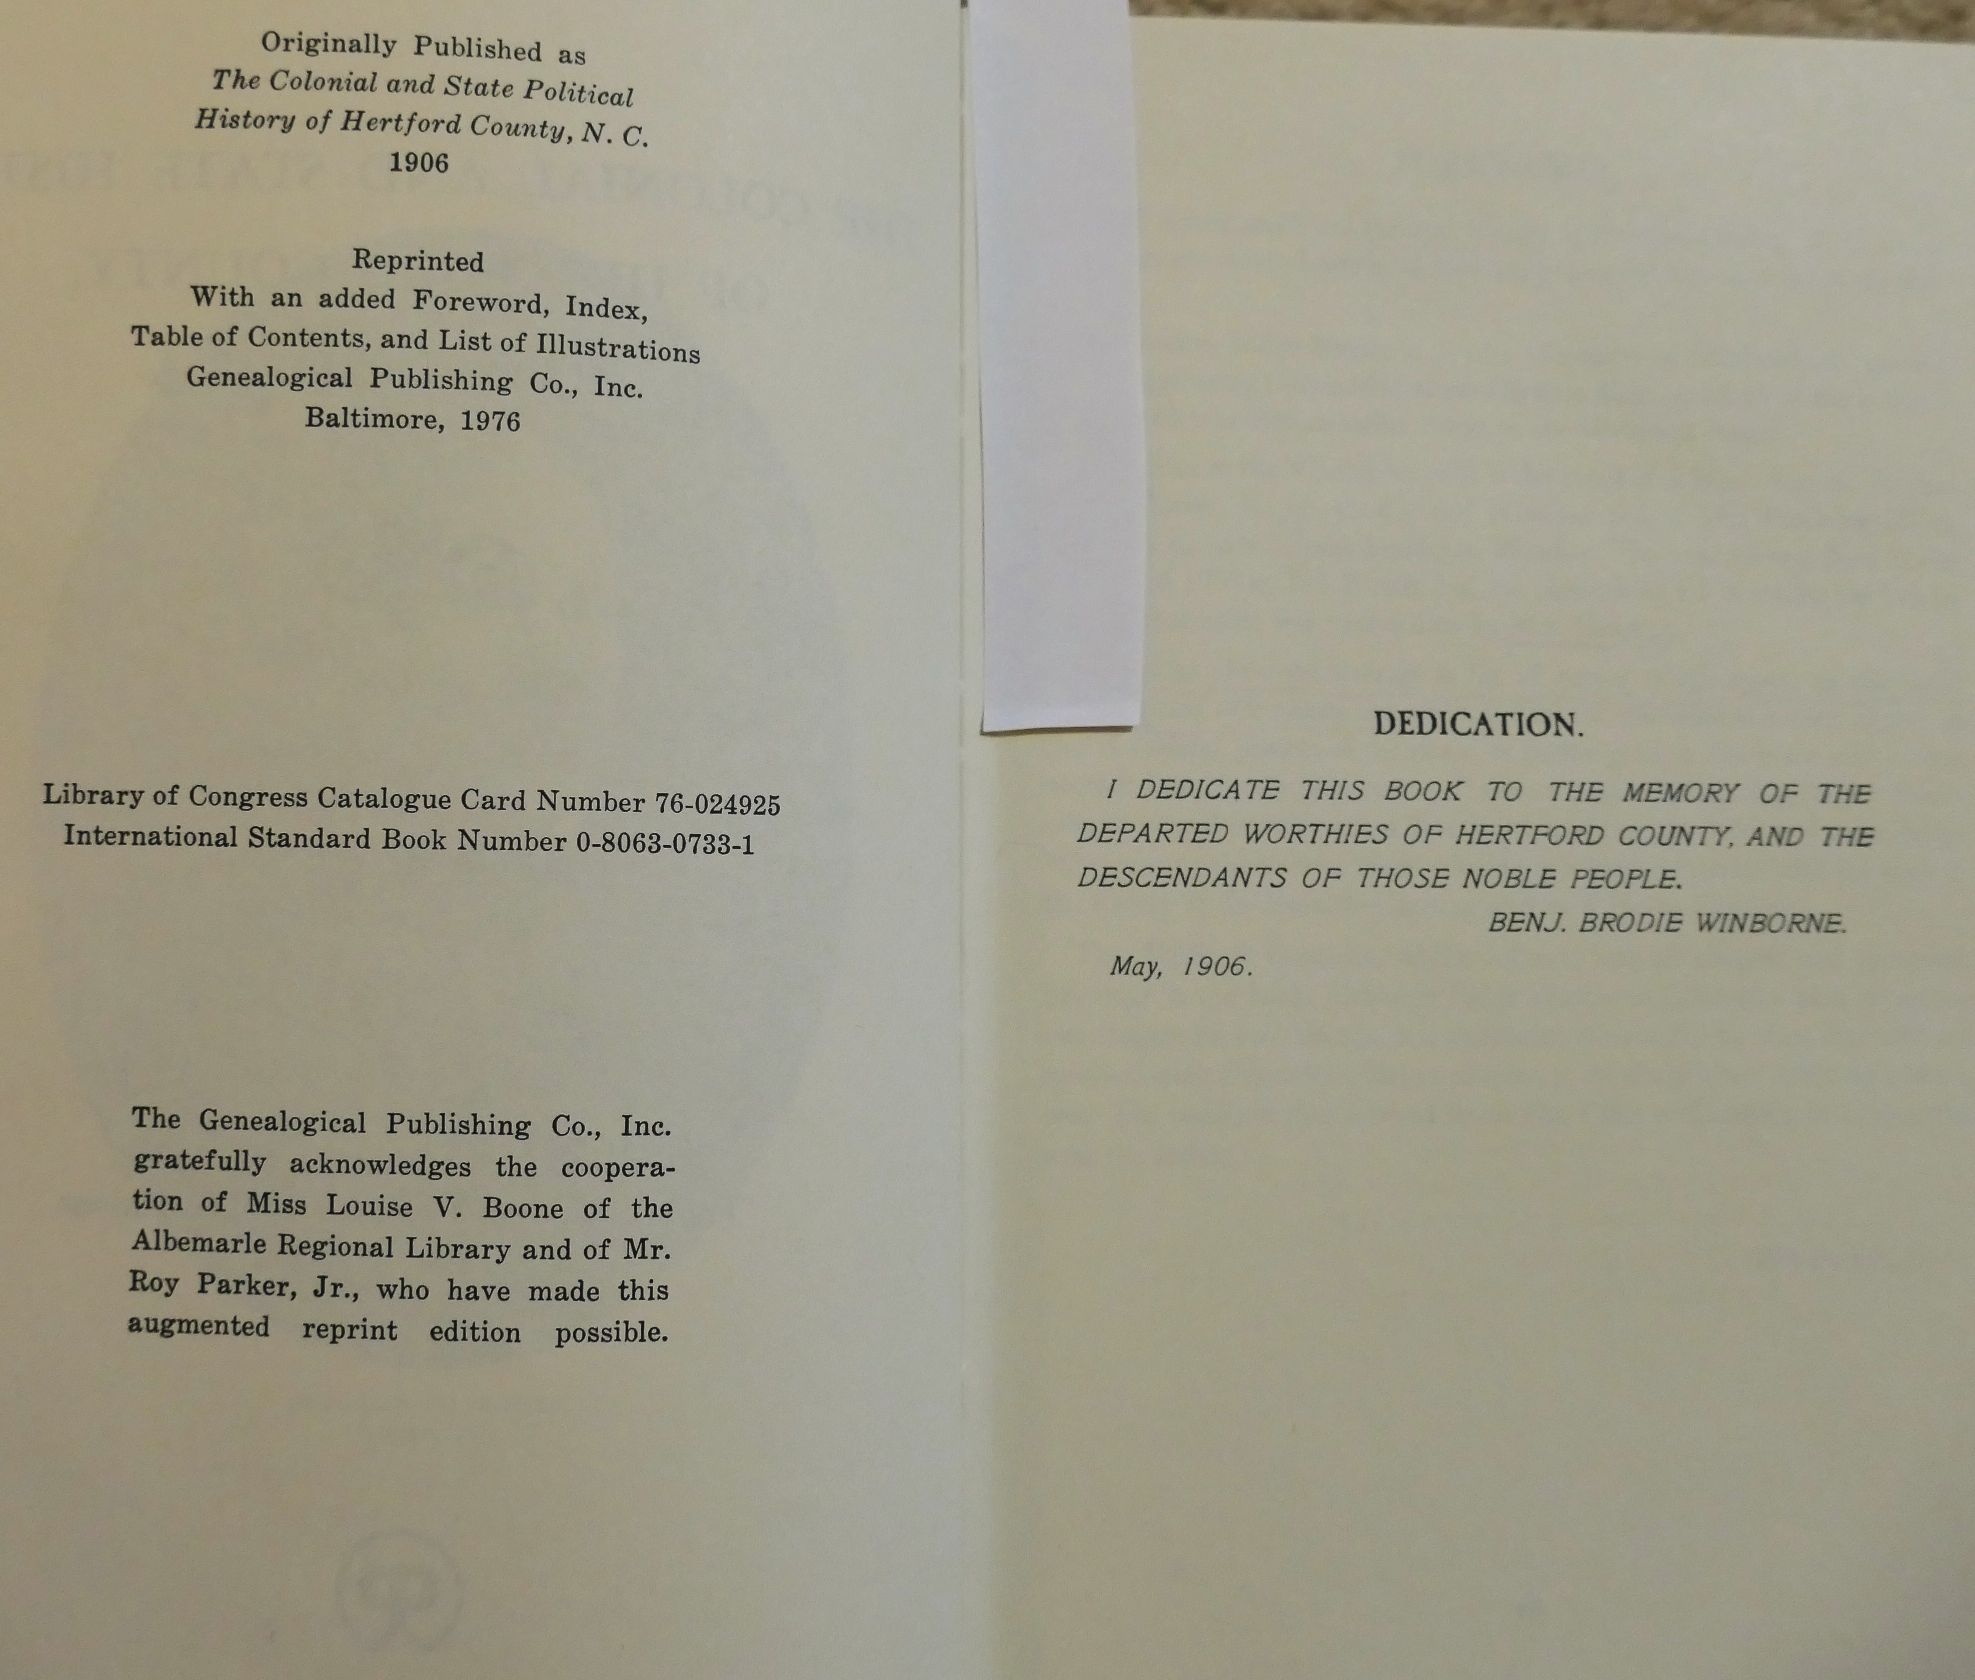 Originally Published as
The Colonial and State Political
History of Hertford County, N. C.
1906
Reprinted
With an added Foreword, Index,
Table of Contents, and List of Illustrations
Genealogical Publishing Co., Inc.
Baltimore, 1976
Library of Congress Catalogue Card Number 76-024925
International Standard Book Number 0-8063-0733-1
The Genealogical Publishing Co., Inc.
gratefully acknowledges the coopera-
tion of Miss Louise V. Boone of the
Albemarle Regional Library and of Mr.
Roy Parker, Jr., who have made this
augmented reprint edition possible.
DEDICATION.
I DEDICATE THIS BOOK TO THE MEMORY OF THE
DEPARTED WORTHIES OF HERTFORD COUNTY, AND THE
DESCENDANTS OF THOSE NOBLE PEOPLE.
BENJ. BRODIE WINBORNE.
May, 1906.